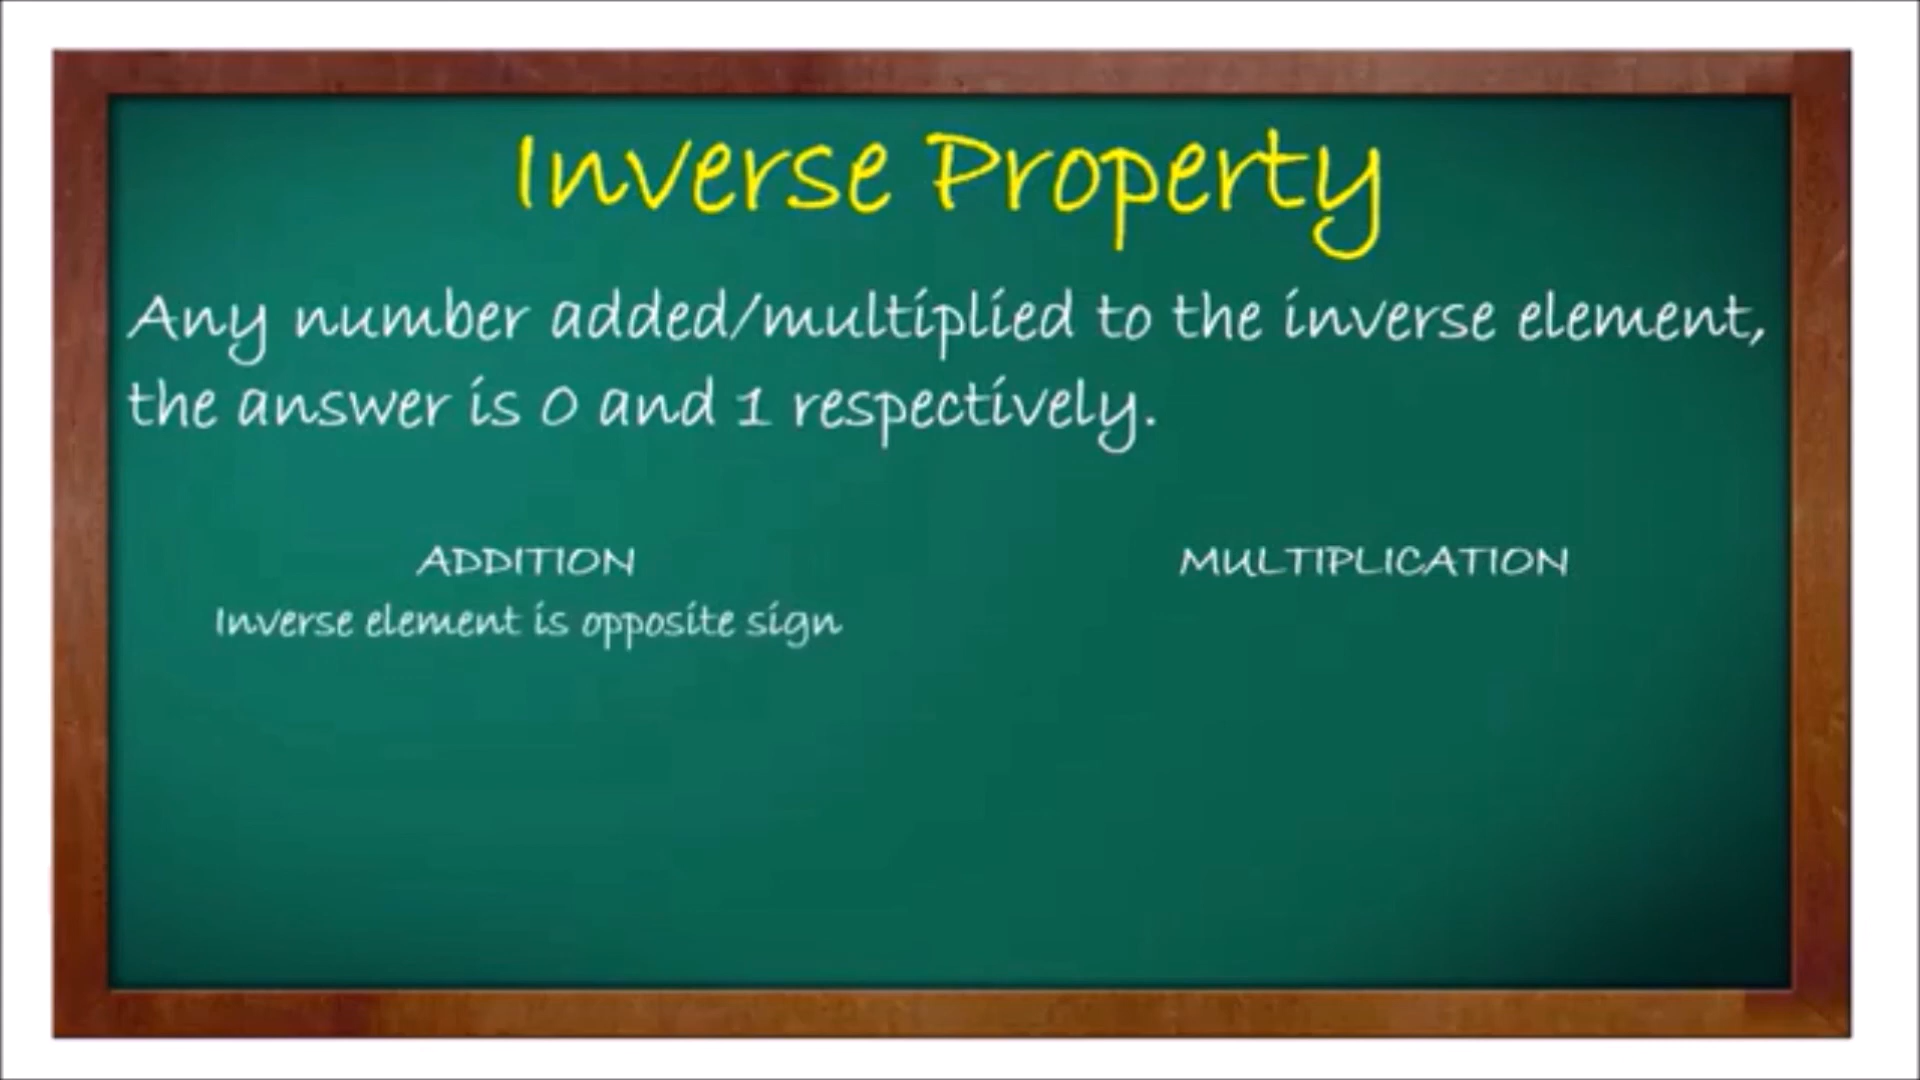 Inverse Property
Any number added/multiplied to the inverse element,
the answer is 0 and 1 respectively.
ADDITION
Inverse element is opposite sign
MULTIPLICATION